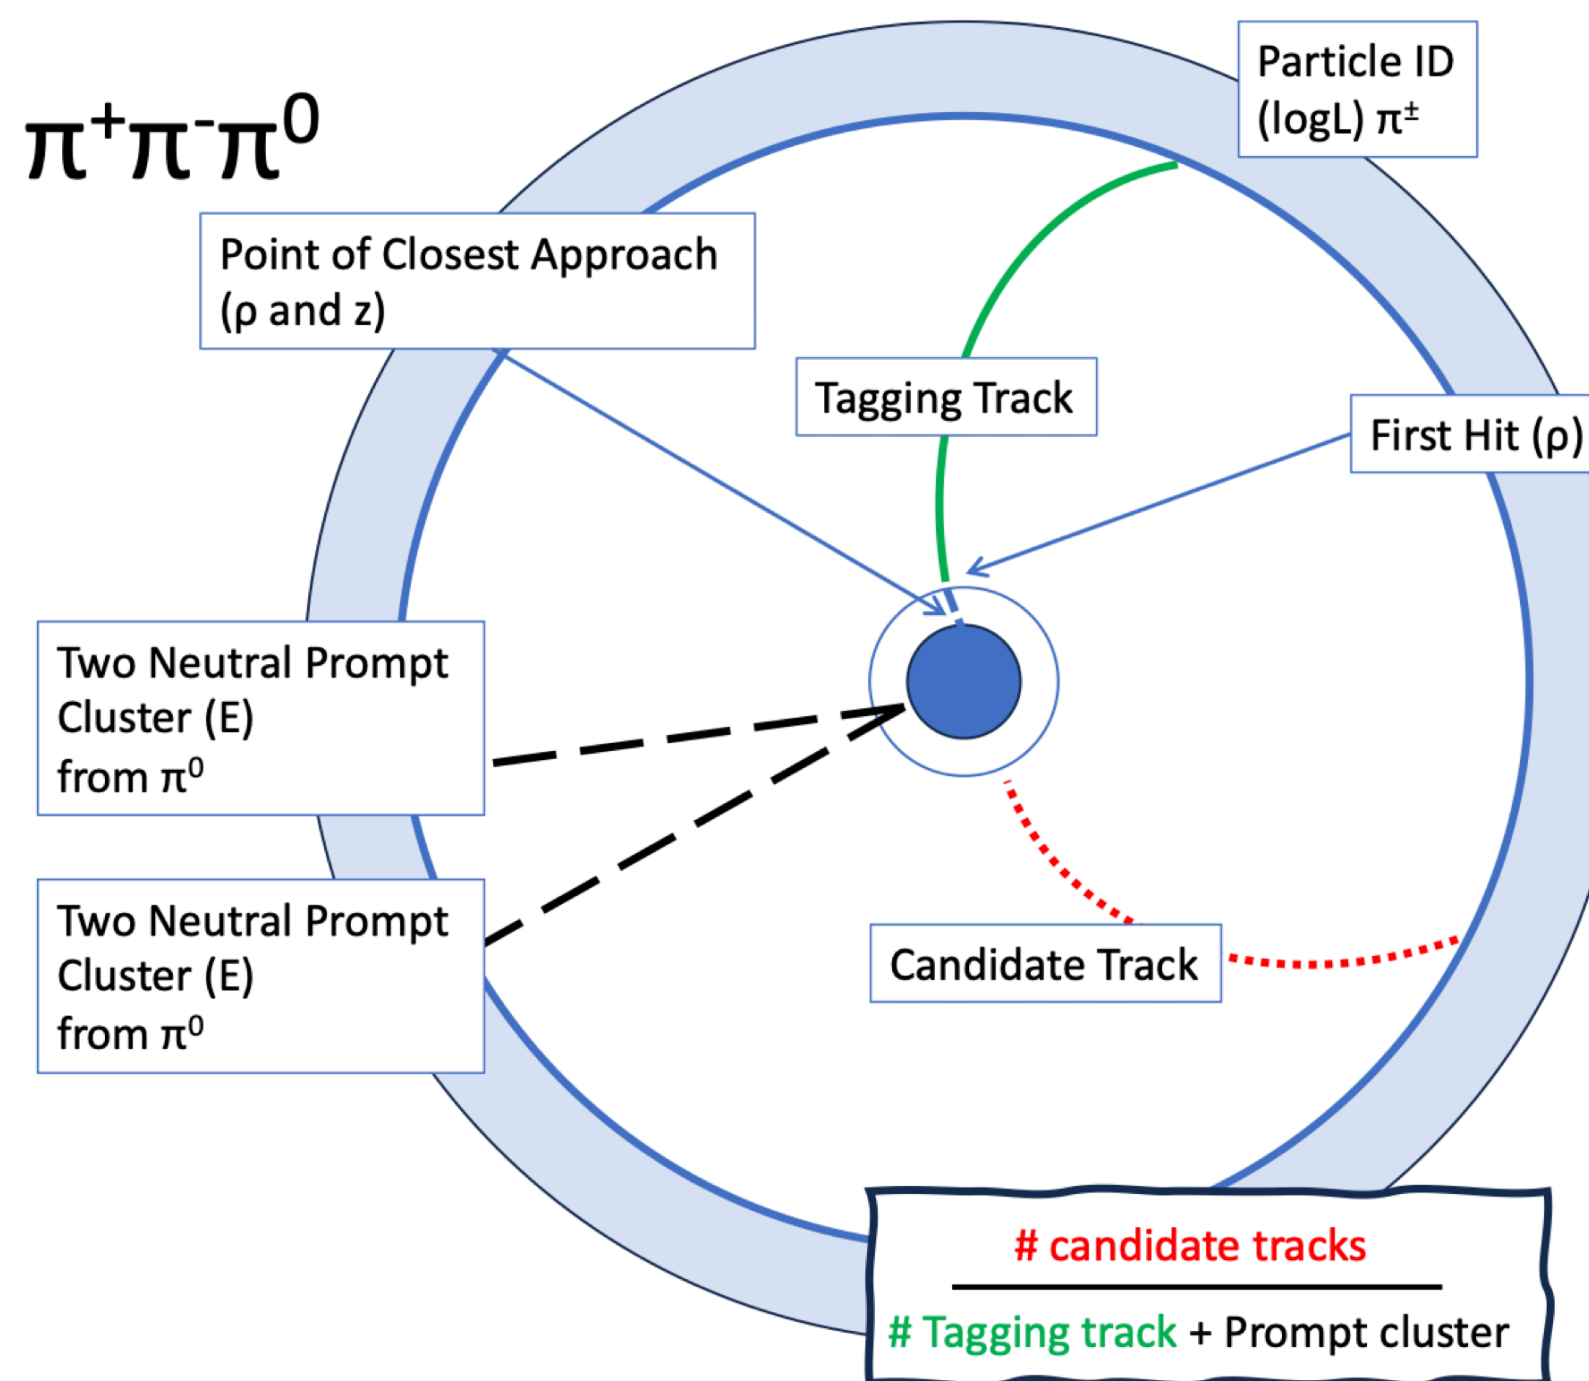 π⁺π⁻π⁰
Particle ID
(logL) π±
Point of Closest Approach
(ρ and z)
Tagging Track
First Hit (ρ)
Two Neutral Prompt
Cluster (E)
from π⁰
Two Neutral Prompt
Cluster (E)
from π⁰
Candidate Track
# candidate tracks
# Tagging track + Prompt cluster